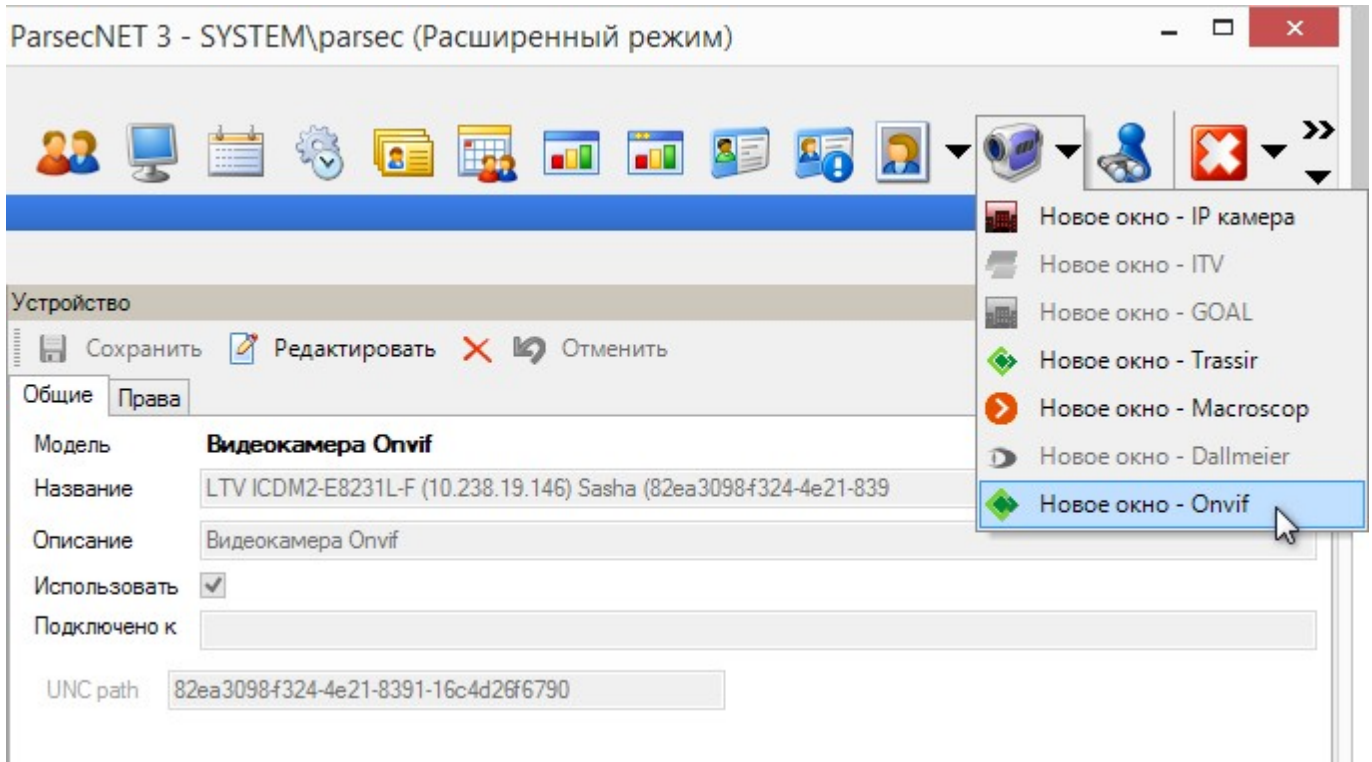 ParsecNET 3 - SYSTEM\parsec (Расширенный режим)
Новое окно - IP камера
Новое окно - ITV
Новое окно - GOAL
Новое окно - Trassir
Новое окно - Macroscop
Новое окно - Dallmeier
Новое окно - Onvif
Устройство
Сохранить Редактировать Отменить
Общие Права
Модель Видеокамера Onvif
Название LTV ICDM2-E8231L-F (10.238.19.146) Sasha (82ea3098-f324-4e21-839
Описание Видеокамера Onvif
Использовать
Подключено к
UNC path 82ea3098-f324-4e21-8391-16c4d26f6790